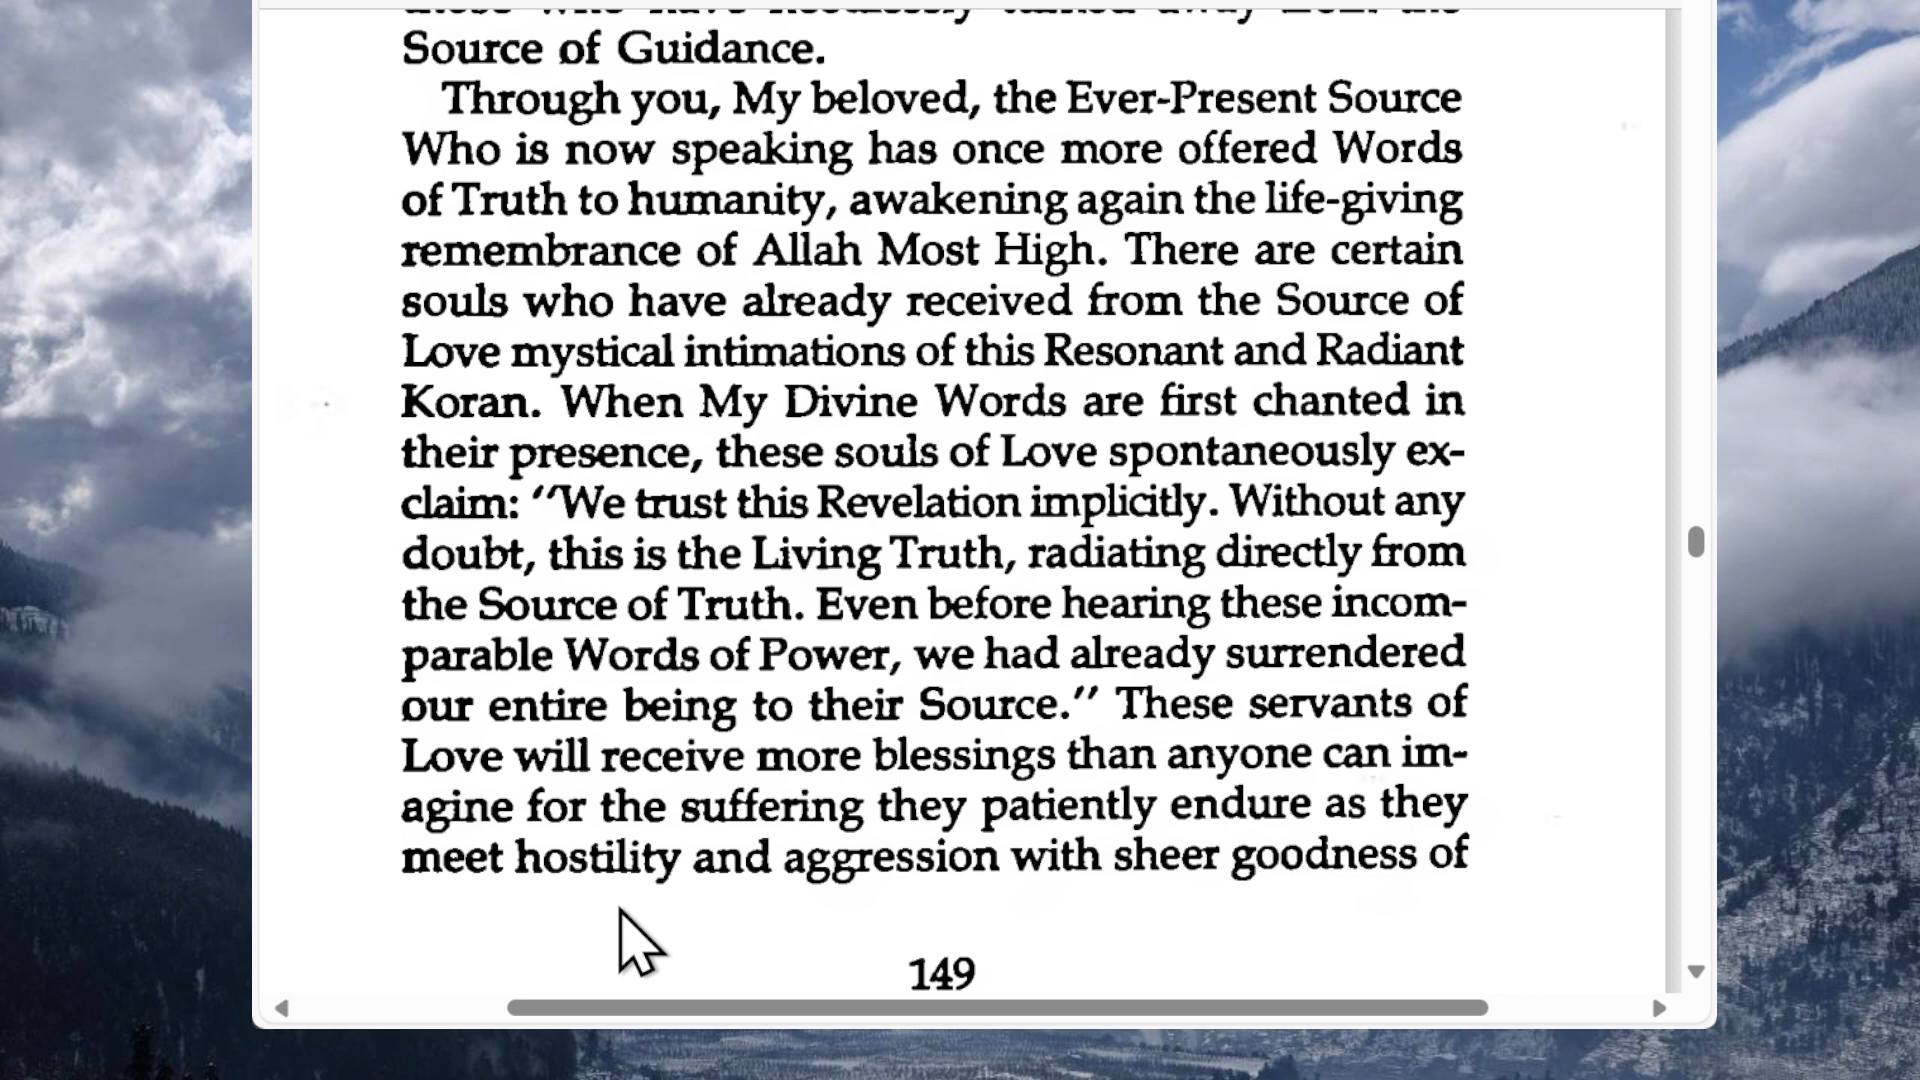 Source of Guidance.
Through you, My beloved, the Ever-Present Source
Who is now speaking has once more offered Words
of Truth to humanity, awakening again the life-giving
remembrance of Allah Most High. There are certain
souls who have already received from the Source of
Love mystical intimations of this Resonant and Radiant
Koran. When My Divine Words are first chanted in
their presence, these souls of Love spontaneously ex-
claim: "We trust this Revelation implicitly. Without any
doubt, this is the Living Truth, radiating directly from
the Source of Truth. Even before hearing these incom-
parable Words of Power, we had already surrendered
our entire being to their Source." These servants of
Love will receive more blessings than anyone can im-
agine for the suffering they patiently endure as they
meet hostility and aggression with sheer goodness of
149